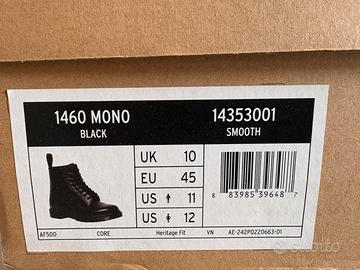 1460 MONO
BLACK
14353001
SMOOTH
UK 10
EU 45
US 11
US 12
8 83985 39648 7
AF500 CORE Heritage Fit VN AE-242P0220663-01
subito